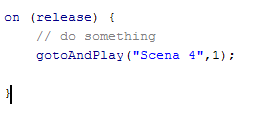 on (release) {
// do something
gotoAndPlay("Scena 4",1);
}